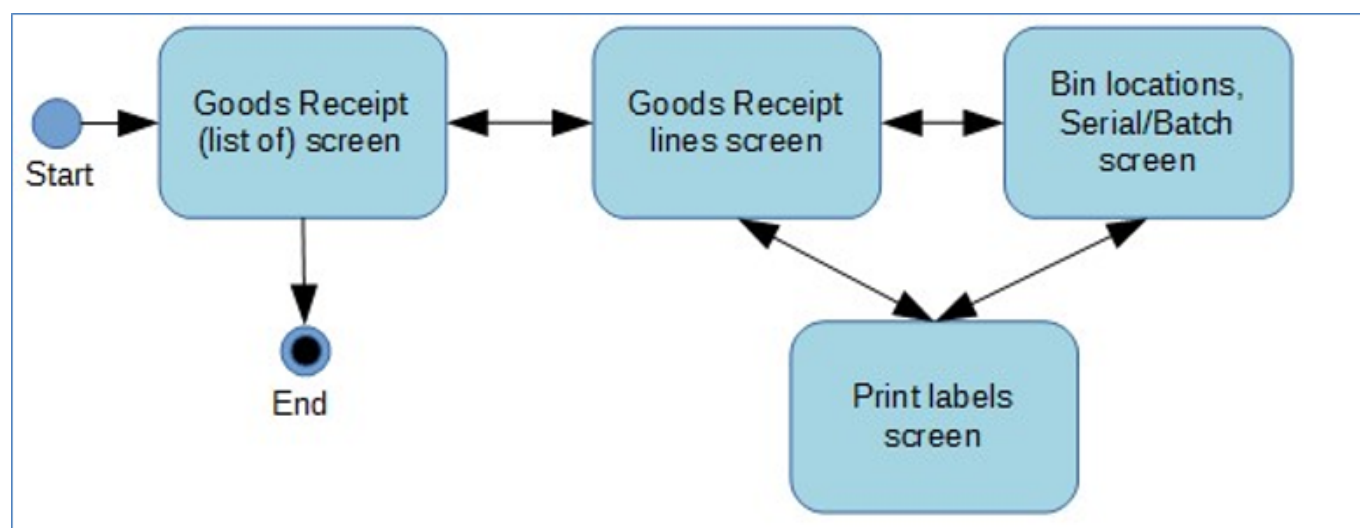 Goods Receipt
(list of) screen
Goods Receipt
lines screen
Bin locations,
Serial/Batch
screen
Start
End
Print labels
screen